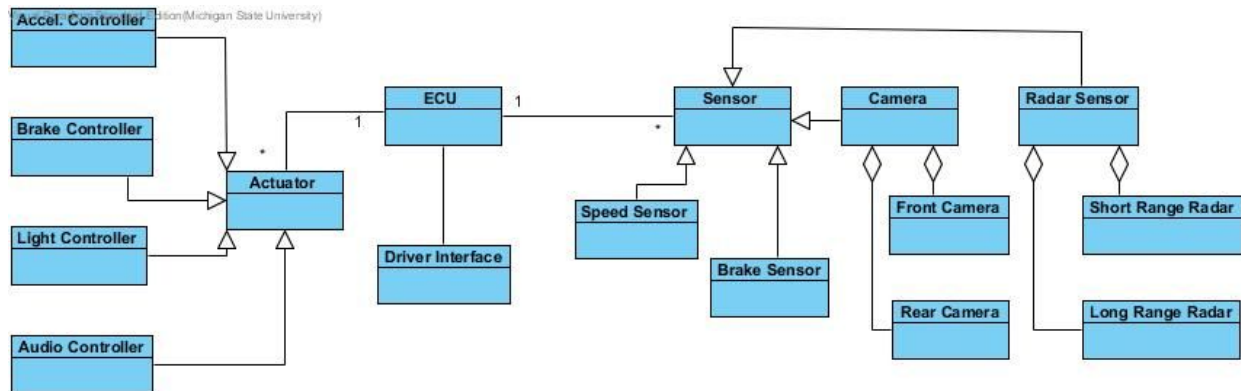 Edition(Michigan State University)
Accel. Controller
ECU
Sensor
Camera
Radar Sensor
1
1
*
Brake Controller
*
Actuator
Speed Sensor
Front Camera
Short Range Radar
Light Controller
Driver Interface
Brake Sensor
Rear Camera
Long Range Radar
Audio Controller